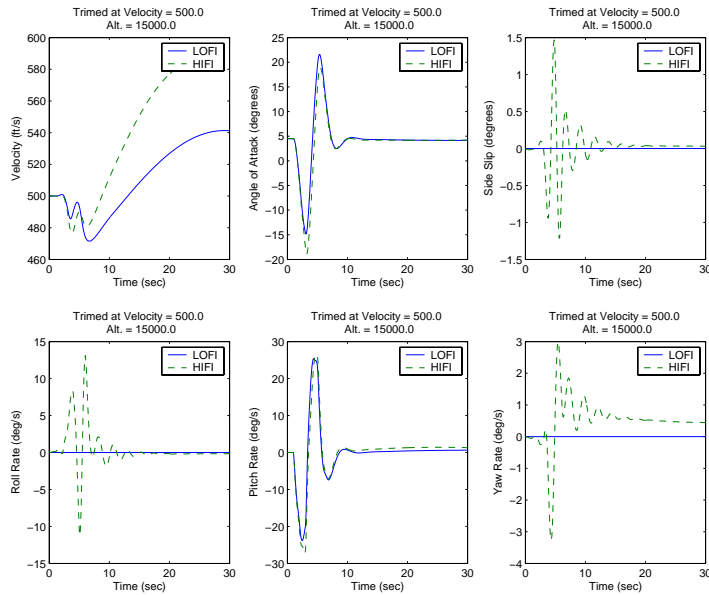 Trimed at Velocity = 500.0
Alt. = 15000.0
LOFI
HIFI
600
580
560
540
520
500
480
460
Velocity (ft/s)
0
10
20
30
Time (sec)
Trimed at Velocity = 500.0
Alt. = 15000.0
LOFI
HIFI
25
20
15
10
5
0
−5
−10
−15
−20
Angle of Attack (degrees)
0
10
20
30
Time (sec)
Trimed at Velocity = 500.0
Alt. = 15000.0
LOFI
HIFI
1.5
1
0.5
0
−0.5
−1
−1.5
Side Slip (degrees)
0
10
20
30
Time (sec)
Trimed at Velocity = 500.0
Alt. = 15000.0
LOFI
HIFI
15
10
5
0
−5
−10
−15
Roll Rate (deg/s)
0
10
20
30
Time (sec)
Trimed at Velocity = 500.0
Alt. = 15000.0
LOFI
HIFI
30
20
10
0
−10
−20
−30
Pitch Rate (deg/s)
0
10
20
30
Time (sec)
Trimed at Velocity = 500.0
Alt. = 15000.0
LOFI
HIFI
3
2
1
0
−1
−2
−3
−4
Yaw Rate (deg/s)
0
10
20
30
Time (sec)